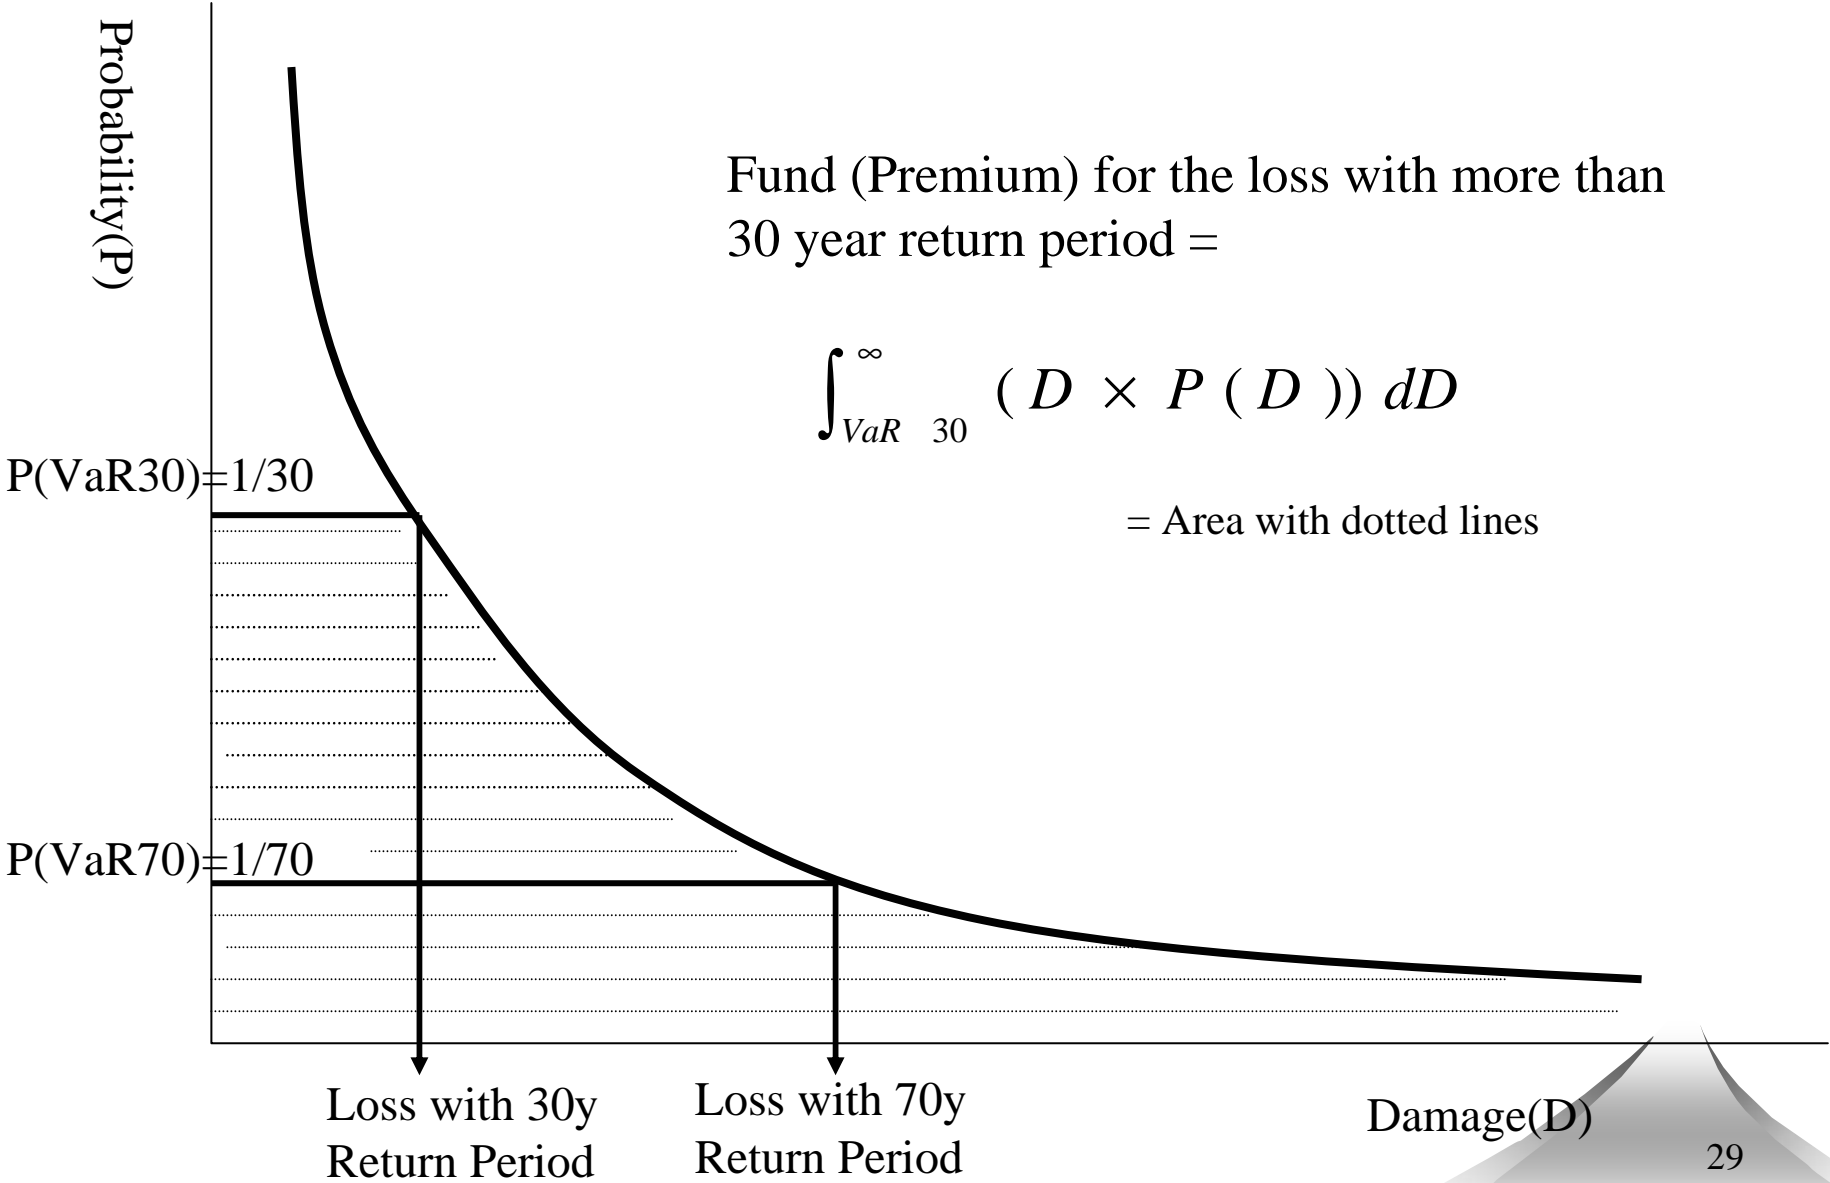 Probability(P)
Fund (Premium) for the loss with more than
30 year return period =
∫_{VaR 30}^{∞} ( D × P ( D )) dD
= Area with dotted lines
P(VaR30)=1/30
P(VaR70)=1/70
Loss with 30y
Return Period
Loss with 70y
Return Period
Damage(D)
29